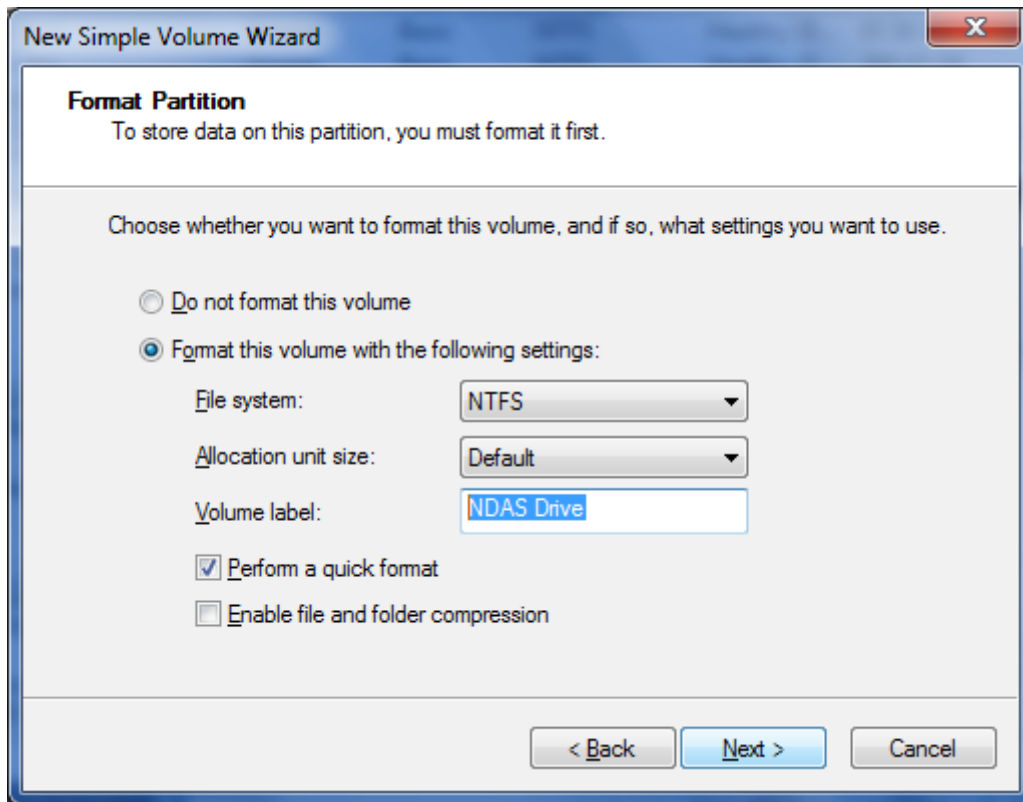 New Simple Volume Wizard
Format Partition
To store data on this partition, you must format it first.
Choose whether you want to format this volume, and if so, what settings you want to use.
Do not format this volume
Format this volume with the following settings:
File system: NTFS
Allocation unit size: Default
Volume label: NDAS Drive
Perform a quick format
Enable file and folder compression
< Back Next > Cancel